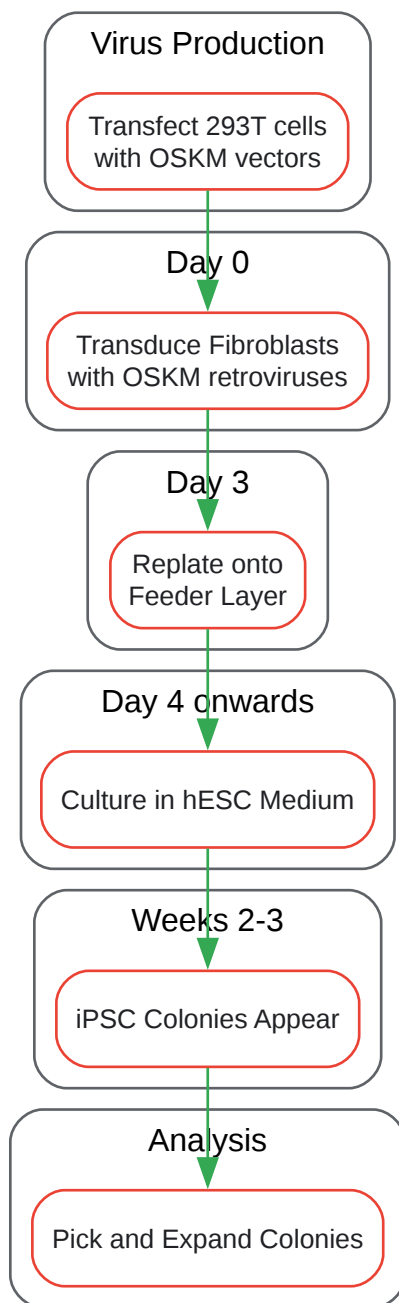 Virus Production
Transfect 293T cells
with OSKM vectors
Day 0
Transduce Fibroblasts
with OSKM retroviruses
Day 3
Replate onto
Feeder Layer
Day 4 onwards
Culture in hESC Medium
Weeks 2-3
iPSC Colonies Appear
Analysis
Pick and Expand Colonies